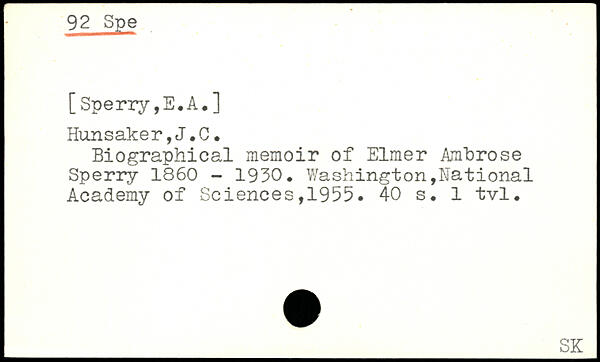 92 Spe
[Sperry,E.A.]
Hunsaker,J.C.
Biographical memoir of Elmer Ambrose
Sperry 1860 - 1930. Washington,National
Academy of Sciences,1955. 40 s. 1 tvl.
SK